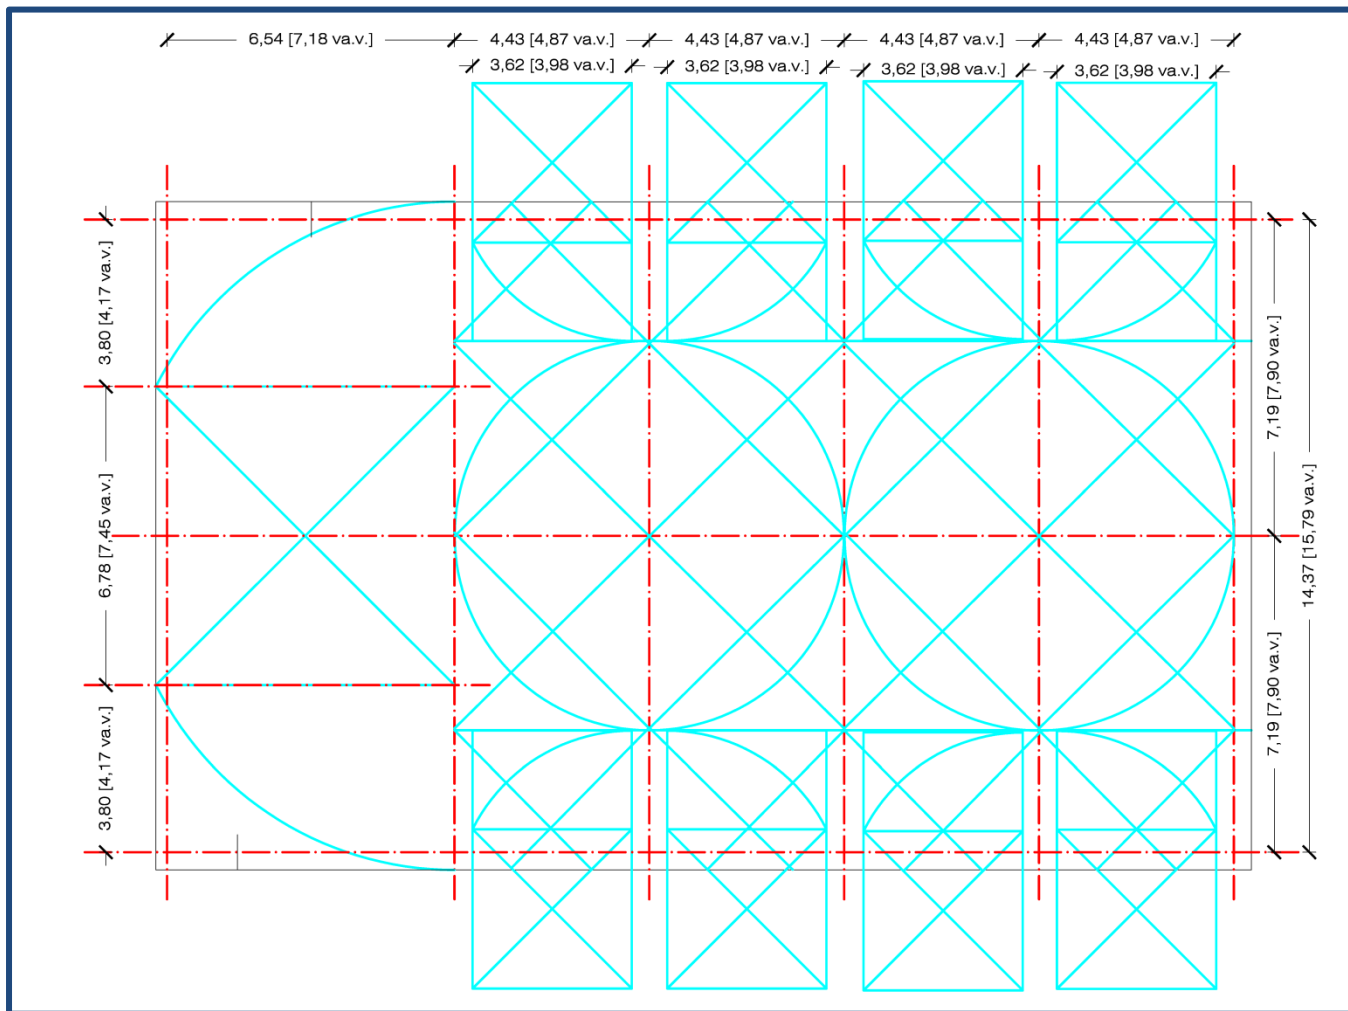 6,54 [7,18 va.v.]
4,43 [4,87 va.v.]
4,43 [4,87 va.v.]
4,43 [4,87 va.v.]
4,43 [4,87 va.v.]
3,62 [3,98 va.v.]
3,62 [3,98 va.v.]
3,62 [3,98 va.v.]
3,62 [3,98 va.v.]
3,80 [4,17 va.v.]
6,78 [7,45 va.v.]
3,80 [4,17 va.v.]
7,19 [7,90 va.v.]
7,19 [7,90 va.v.]
14,37 [15,79 va.v.]